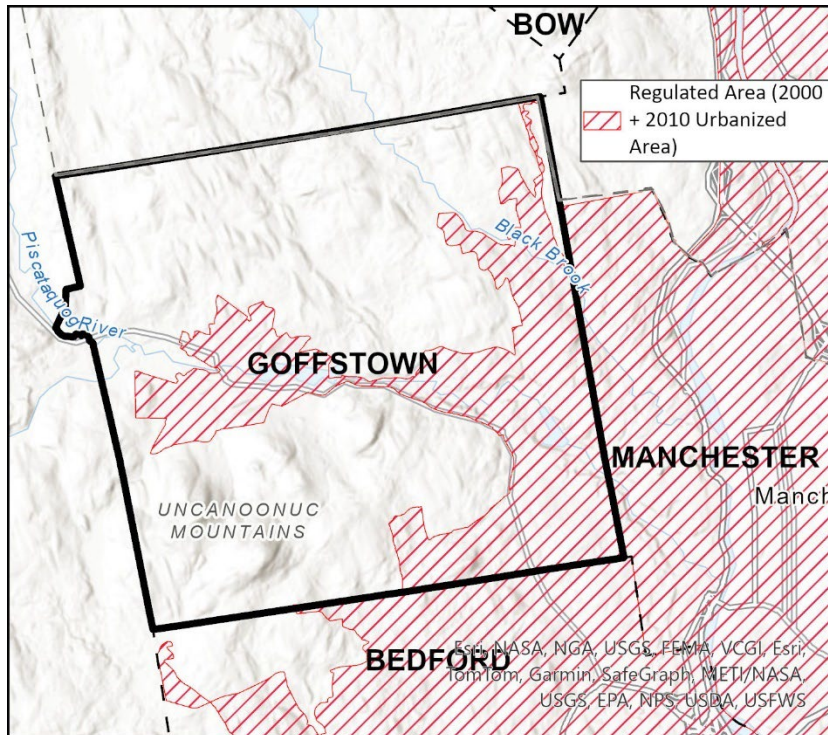 BOW
Regulated Area (2000
+ 2010 Urbanized
Area)
Black Brook
Piscataquog River
GOFFSTOWN
MANCHESTER
Manch
UNCANOONUC
MOUNTAINS
BEDFORD
Esri, NASA, NGA, USGS, FEMA, VCGI, Esri,
TomTom, Garmin, SafeGraph, METI/NASA,
USGS, EPA, NPS, USDA, USFWS